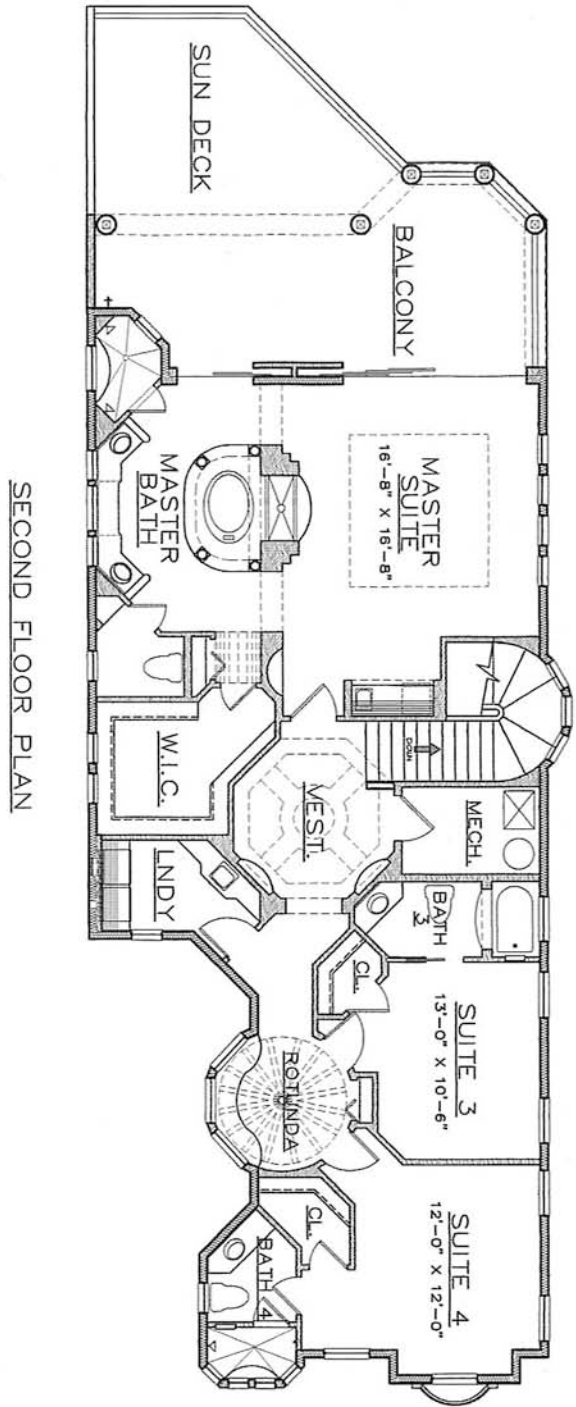 SUN DECK
BALCONY
MASTER
SUITE
16'-8" X 16'-8"
MASTER
BATH
W.I.C.
VEST.
DOWN
MECH.
LNDY
BATH
3
CL.
SUITE 3
13'-0" X 10'-6"
ROTUNDA
CL.
BATH 4
SUITE 4
12'-0" X 12'-0"
SECOND FLOOR PLAN